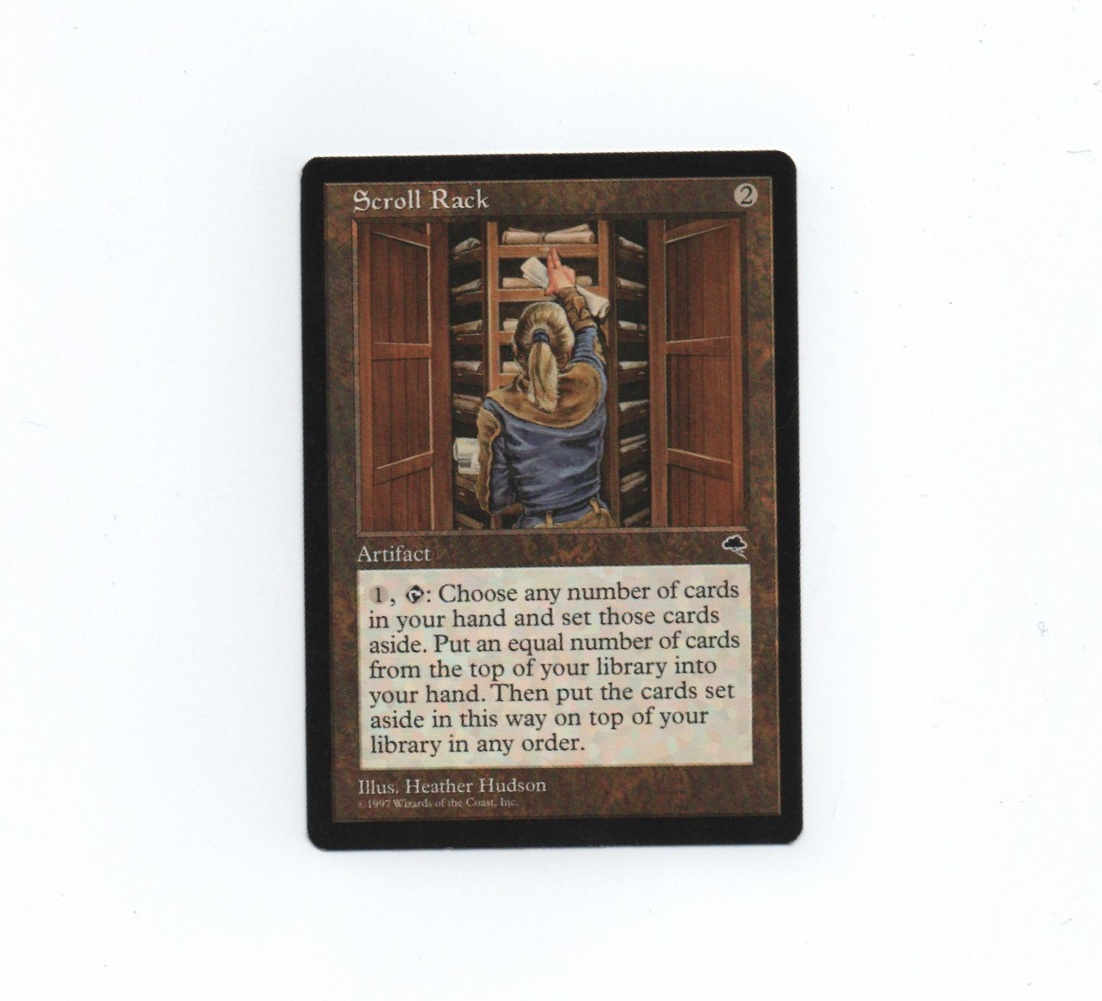 Scroll Rack 2
Artifact
1, : Choose any number of cards
in your hand and set those cards
aside. Put an equal number of cards
from the top of your library into
your hand. Then put the cards set
aside in this way on top of your
library in any order.
Illus. Heather Hudson
©1997 Wizards of the Coast, Inc.